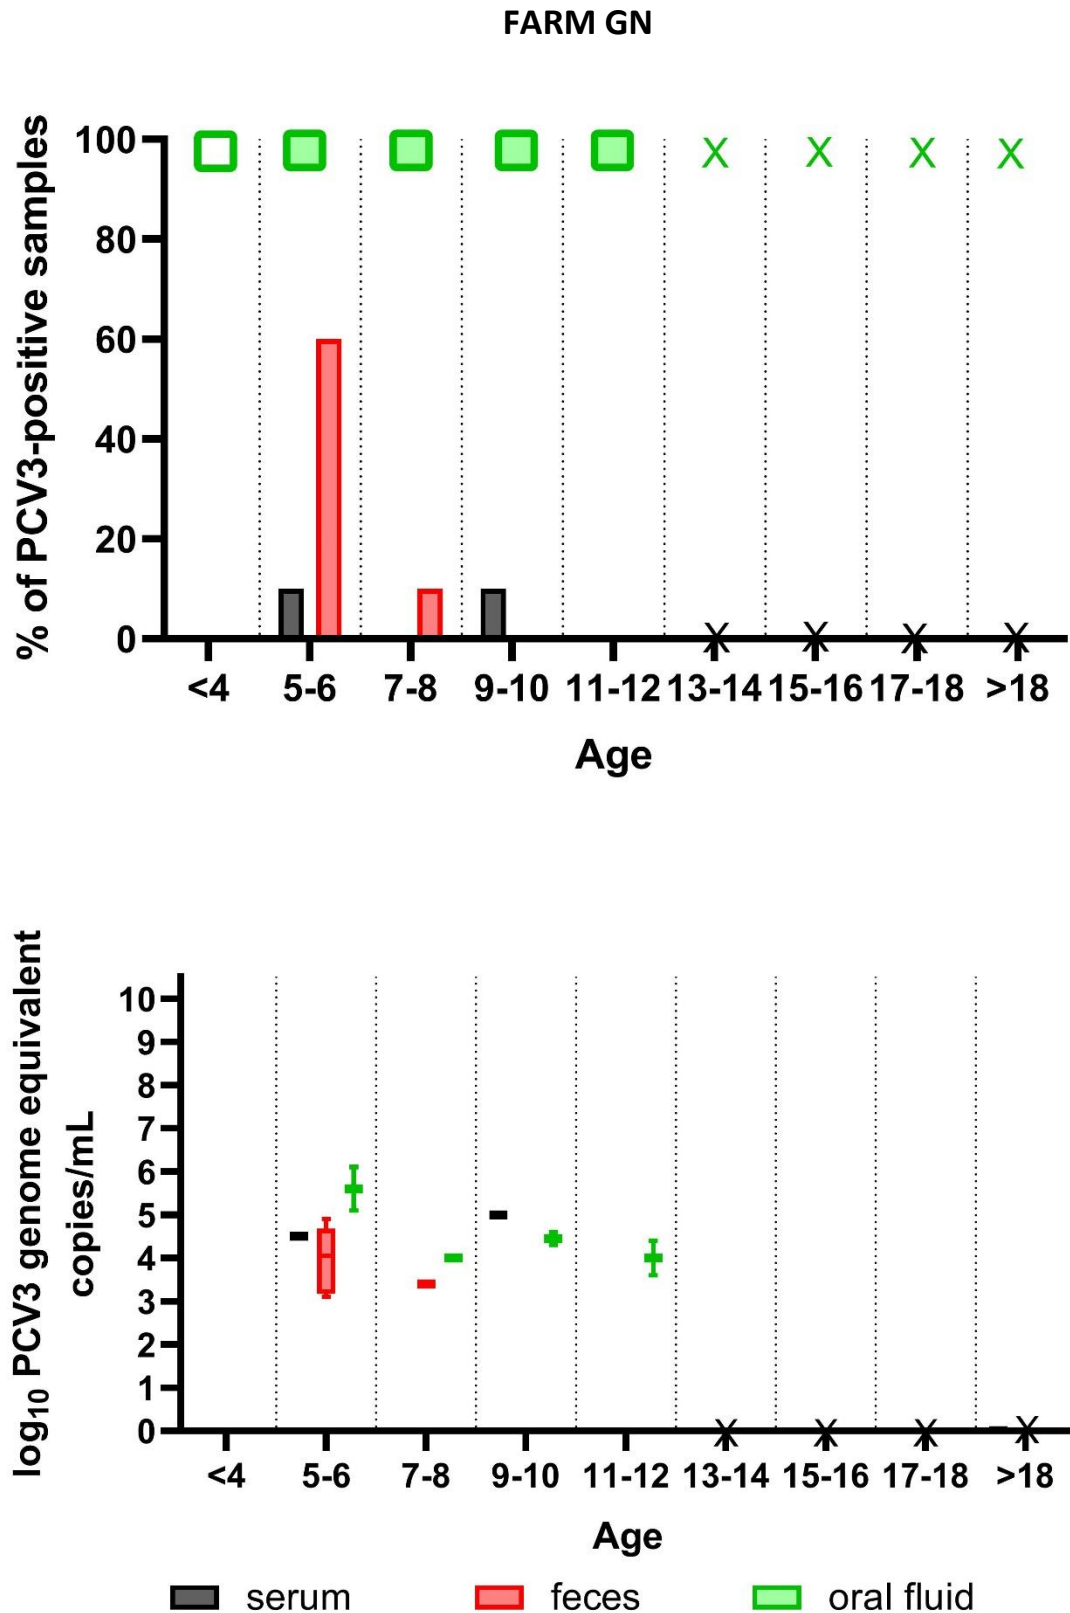 FARM GN
% of PCV3-positive samples
100
80
60
40
20
0
X X X X
X X X X
<4 5-6 7-8 9-10 11-12 13-14 15-16 17-18 >18
Age
log₁₀ PCV3 genome equivalent
copies/mL
10
9
8
7
6
5
4
3
2
1
0
X X X X
<4 5-6 7-8 9-10 11-12 13-14 15-16 17-18 >18
Age
serum feces oral fluid